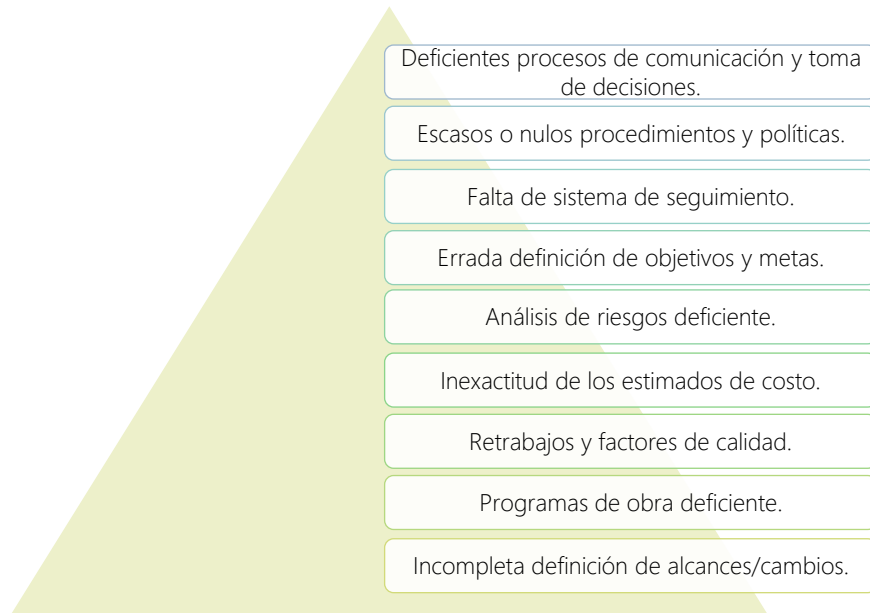 Deficientes procesos de comunicación y toma
de decisiones.
Escasos o nulos procedimientos y políticas.
Falta de sistema de seguimiento.
Errada definición de objetivos y metas.
Análisis de riesgos deficiente.
Inexactitud de los estimados de costo.
Retrabajos y factores de calidad.
Programas de obra deficiente.
Incompleta definición de alcances/cambios.